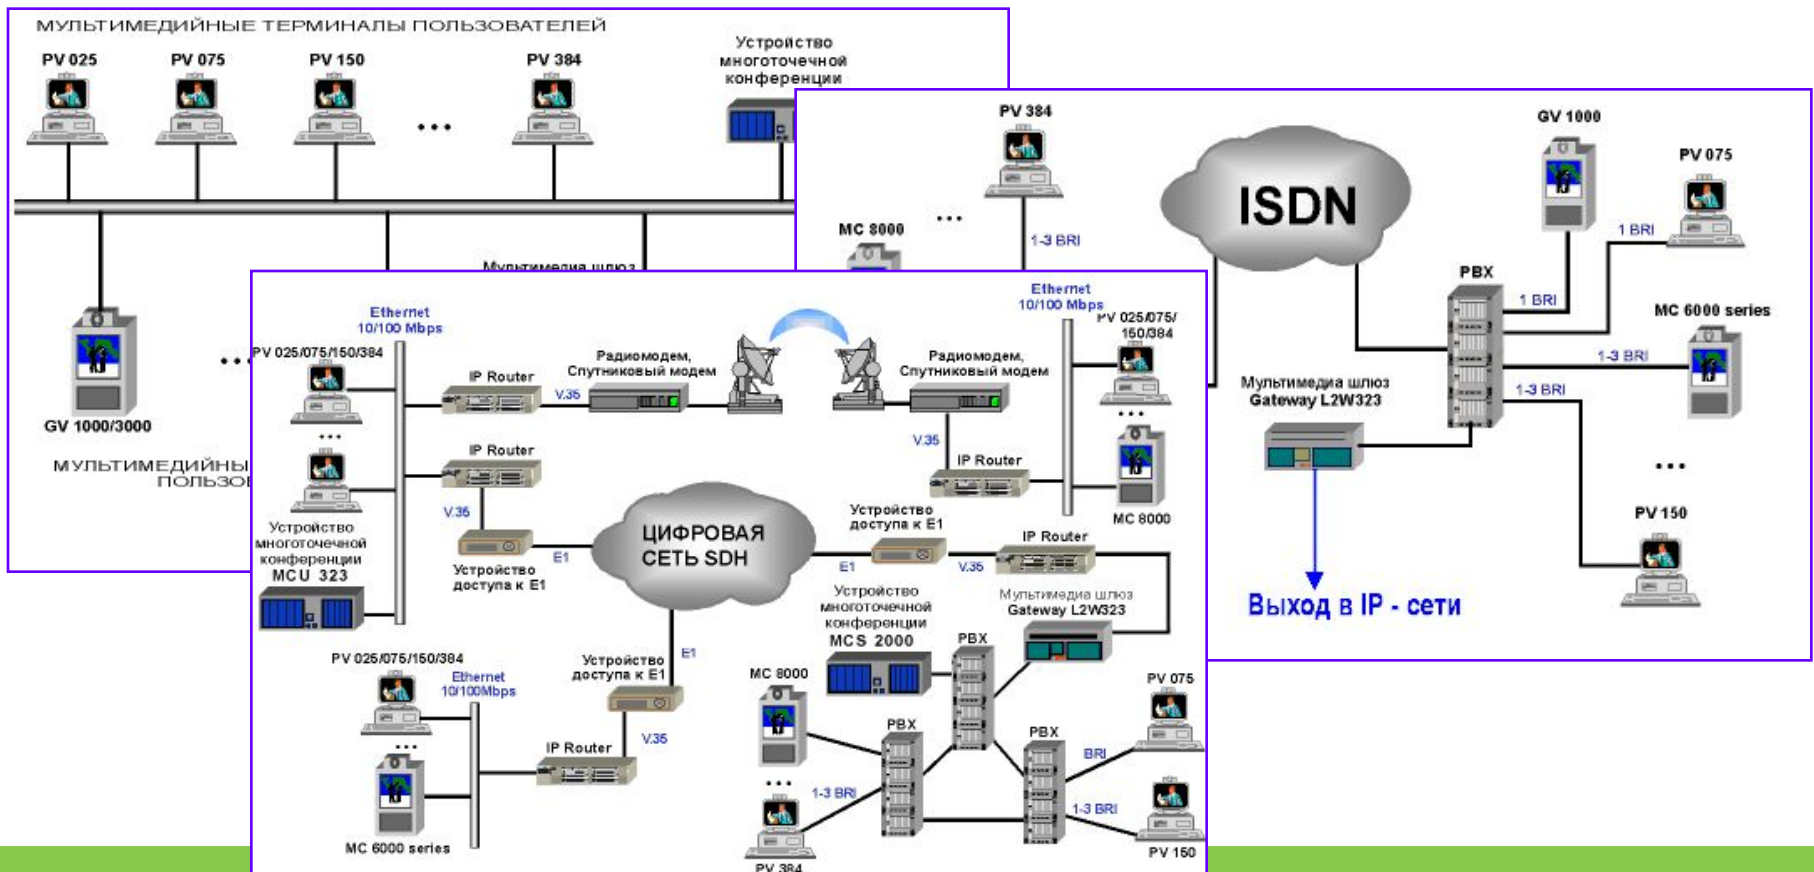 МУЛЬТИМЕДИЙНЫЕ ТЕРМИНАЛЫ ПОЛЬЗОВАТЕЛЕЙ
PV 025
PV 075
PV 150
PV 384
Устройство
многоточечной
конференции
...
Мультимедиа шлюз
...
GV 1000/3000
МУЛЬТИМЕДИЙНЫ
ПОЛЬЗО
PV 384
...
MC 8000
1-3 BRI
ISDN
GV 1000
PV 075
1 BRI
PBX
1 BRI
MC 6000 series
1-3 BRI
1-3 BRI
Мультимедиа шлюз
Gateway L2W323
...
PV 150
Выход в IP - сети
Ethernet
10/100 Mbps
PV 025/075/150/384
...
IP Router
V.35
Радиомодем,
Спутниковый модем
Радиомодем,
Спутниковый модем
Ethernet
10/100 Mbps
PV 025/075/
150/384
...
MC 8000
V.35
IP Router
IP Router
V.35
Устройство
многоточечной
конференции
MCU 323
Устройство
доступа к E1
E1
ЦИФРОВАЯ
СЕТЬ SDH
Устройство
доступа к E1
E1
V.35
IP Router
Мультимедиа шлюз
Gateway L2W323
Устройство
многоточечной
конференции
MCS 2000
PBX
PV 025/075/150/384
Ethernet
10/100Mbps
...
MC 6000 series
IP Router
V.35
Устройство
доступа к E1
E1
MC 8000
...
1-3 BRI
PV 384
PBX
PBX
BRI
PV 075
1-3 BRI
PV 150